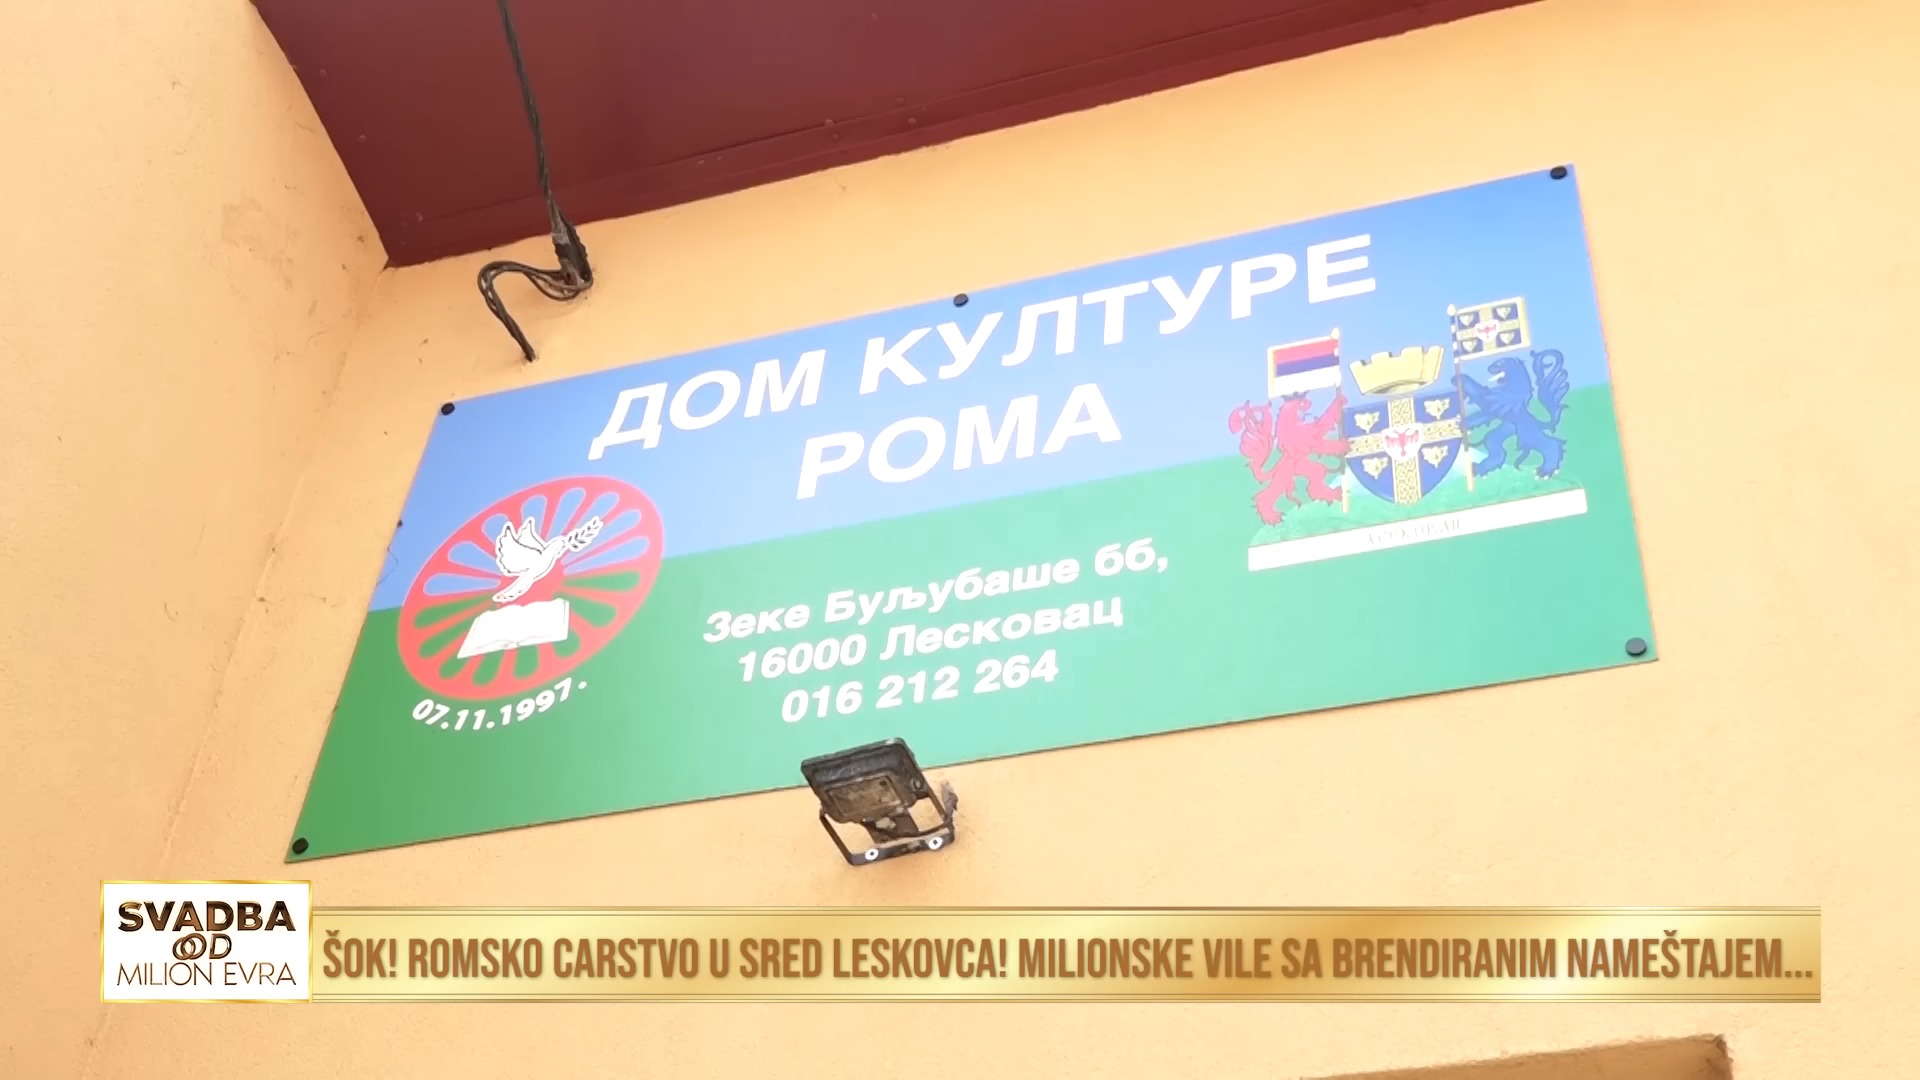 ДОМ КУЛТУРЕ
РОМА
07.11.1997.
Зеке Буљубаше бб,
16000 Лесковац
016 212 264
ЛЕСКОВАЦ
SVADBA
OD
MILION EVRA
ŠOK! ROMSKO CARSTVO U SRED LESKOVCA! MILIONSKE VILE SA BRENDIRANIM NAMEŠTAJEM...